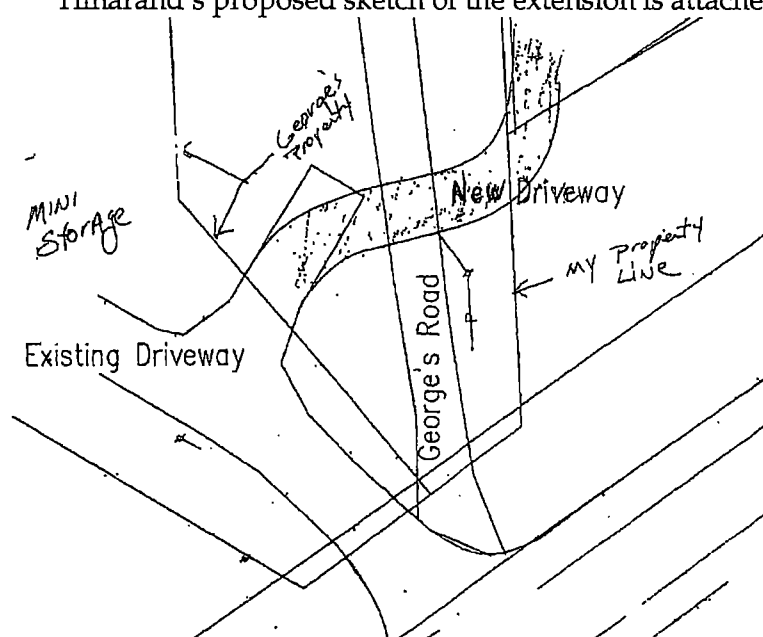 proposed sketch of the extension is attache
George's
Property
MINI
Storage
New Driveway
my property
LINE
Existing Driveway
George's Road